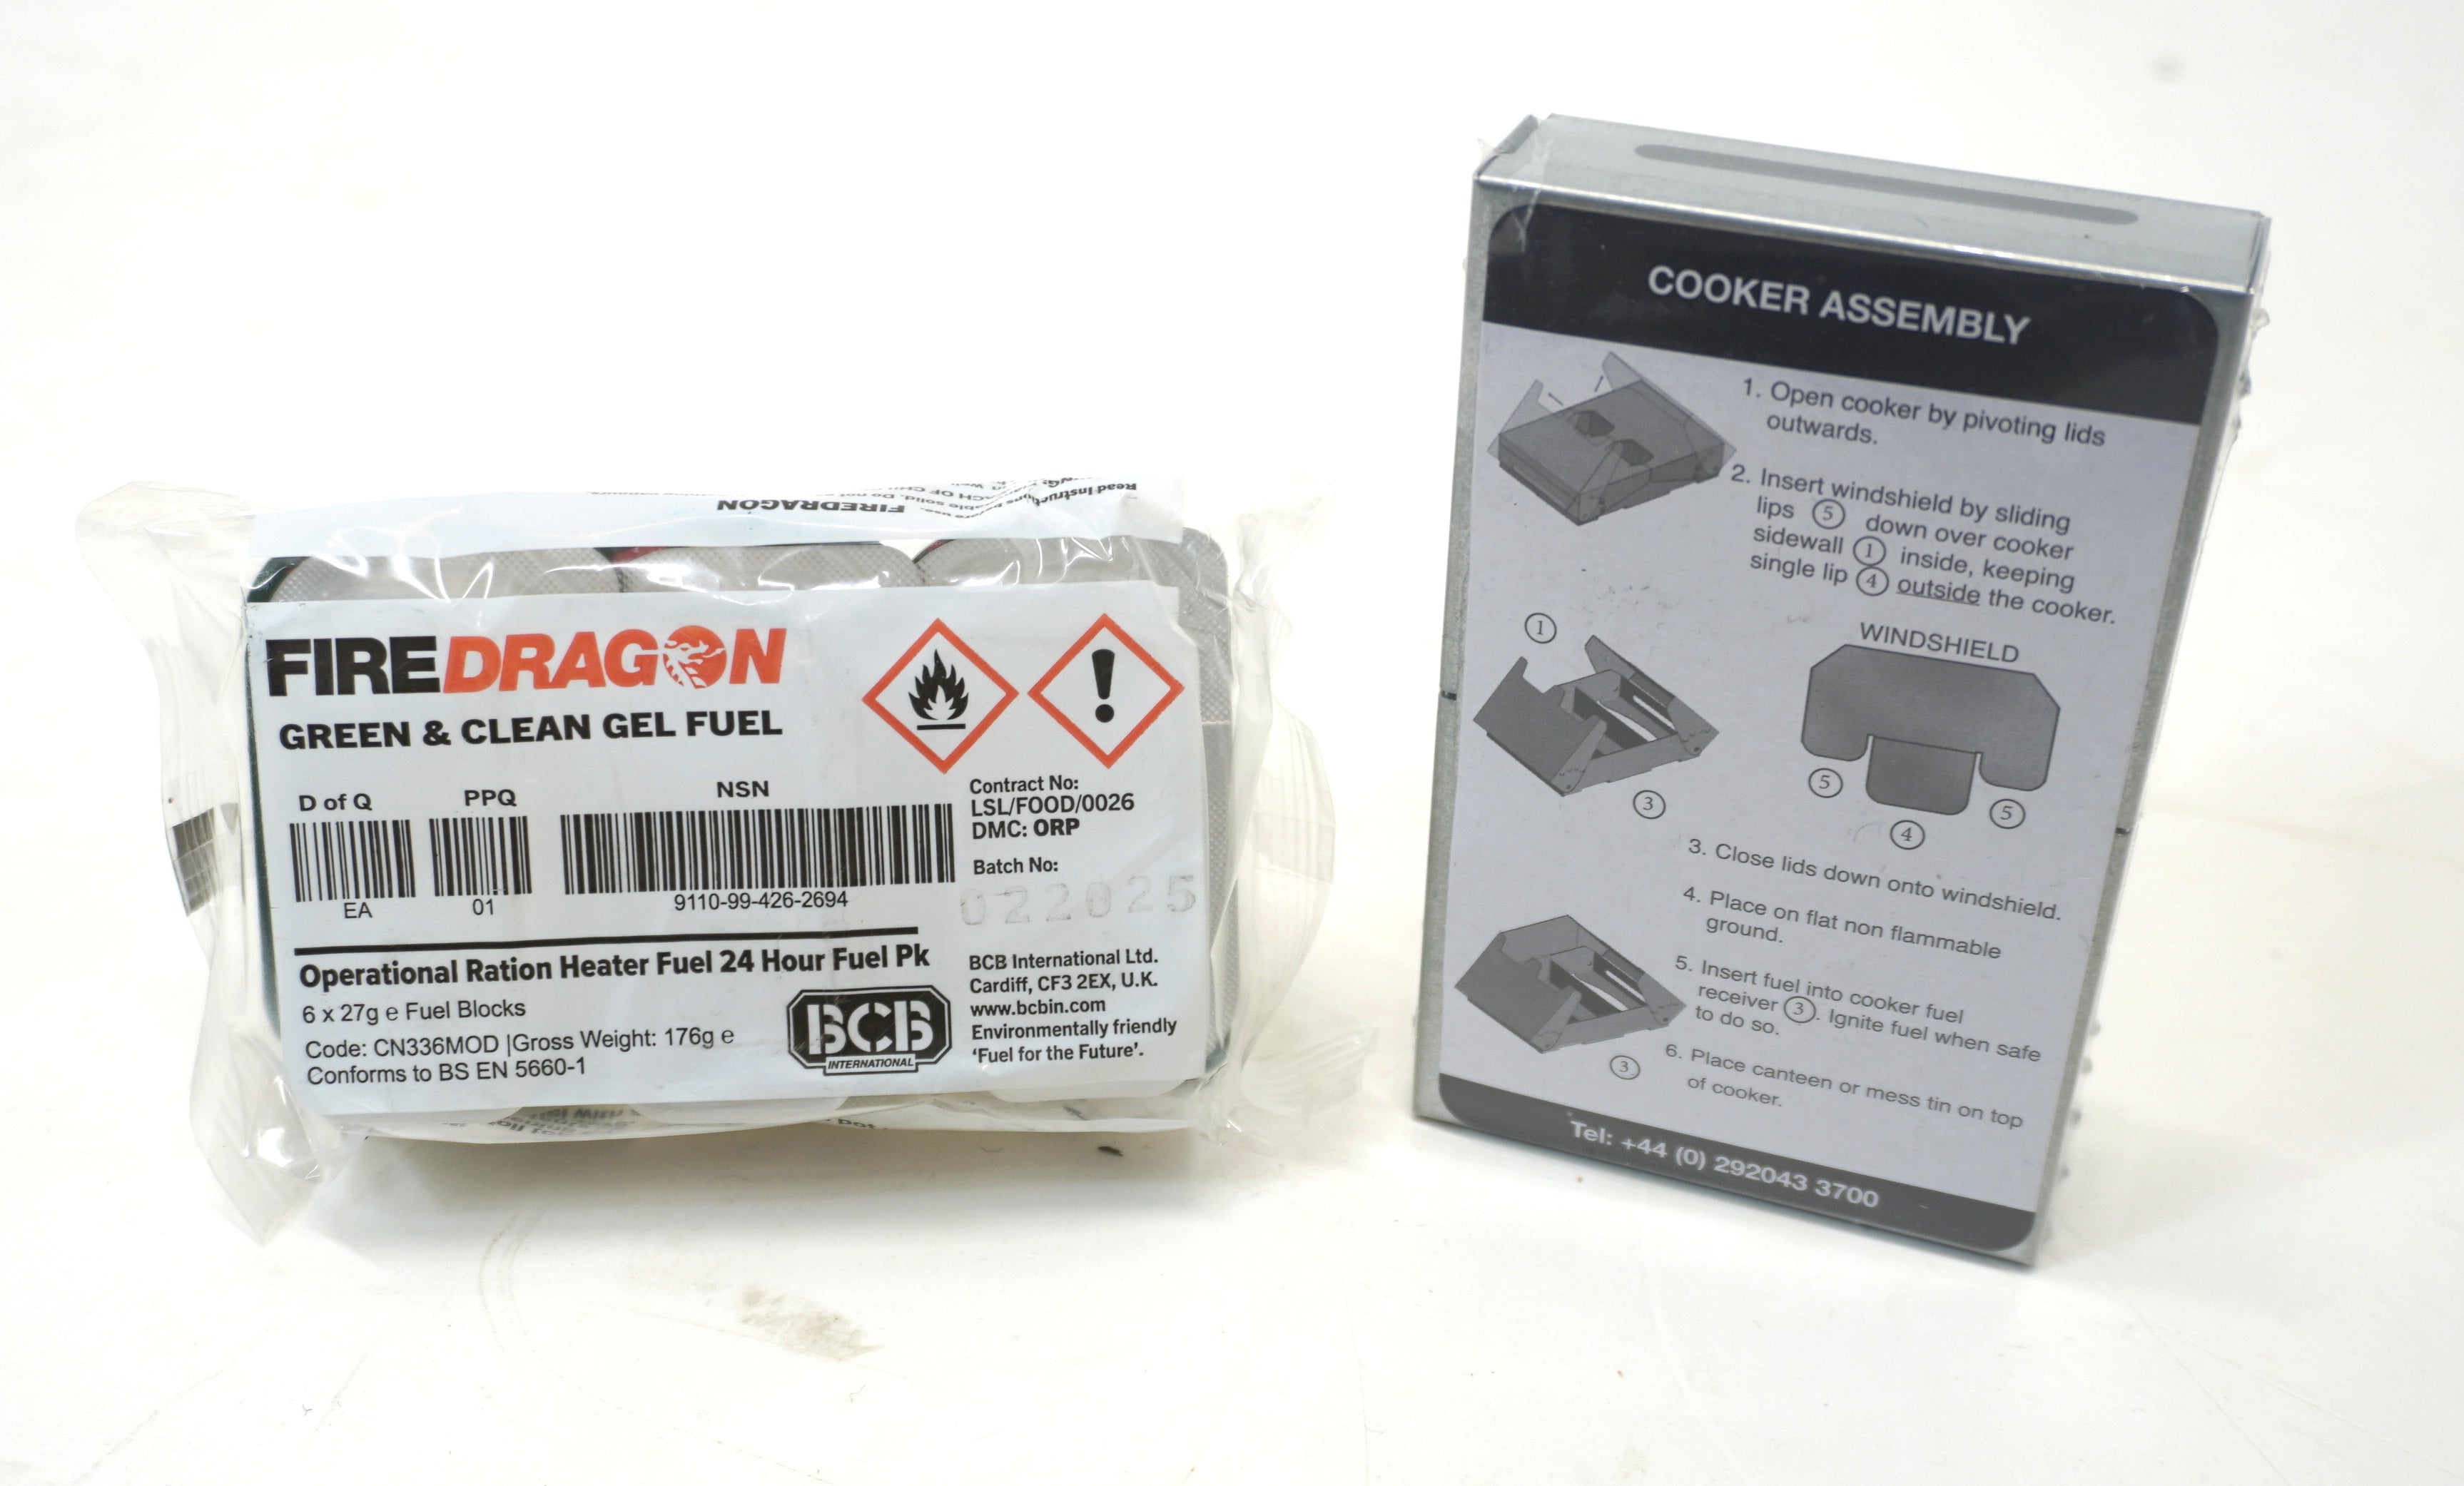 FIREDRAGON
Read Instructions before use.
FIREDRAGON
GREEN & CLEAN GEL FUEL
D of Q
PPQ
NSN
EA
01
9110-99-426-2694
Contract No:
LSL/FOOD/0026
DMC: ORP
Batch No:
022025
Operational Ration Heater Fuel 24 Hour Fuel Pk
6 x 27g e Fuel Blocks
Code: CN336MOD |Gross Weight: 176g e
Conforms to BS EN 5660-1
BCB
INTERNATIONAL
BCB International Ltd.
Cardiff, CF3 2EX, U.K.
www.bcbin.com
Environmentally friendly
'Fuel for the Future'.
COOKER ASSEMBLY
1. Open cooker by pivoting lids
outwards.
2. Insert windshield by sliding
lips 5 down over cooker
sidewall 1 inside, keeping
single lip 4 outside the cooker.
1
3
WINDSHIELD
5
4
5
3. Close lids down onto windshield.
4. Place on flat non flammable
ground.
5. Insert fuel into cooker fuel
receiver 3. Ignite fuel when safe
to do so.
3
6. Place canteen or mess tin on top
of cooker.
Tel: +44 (0) 292043 3700